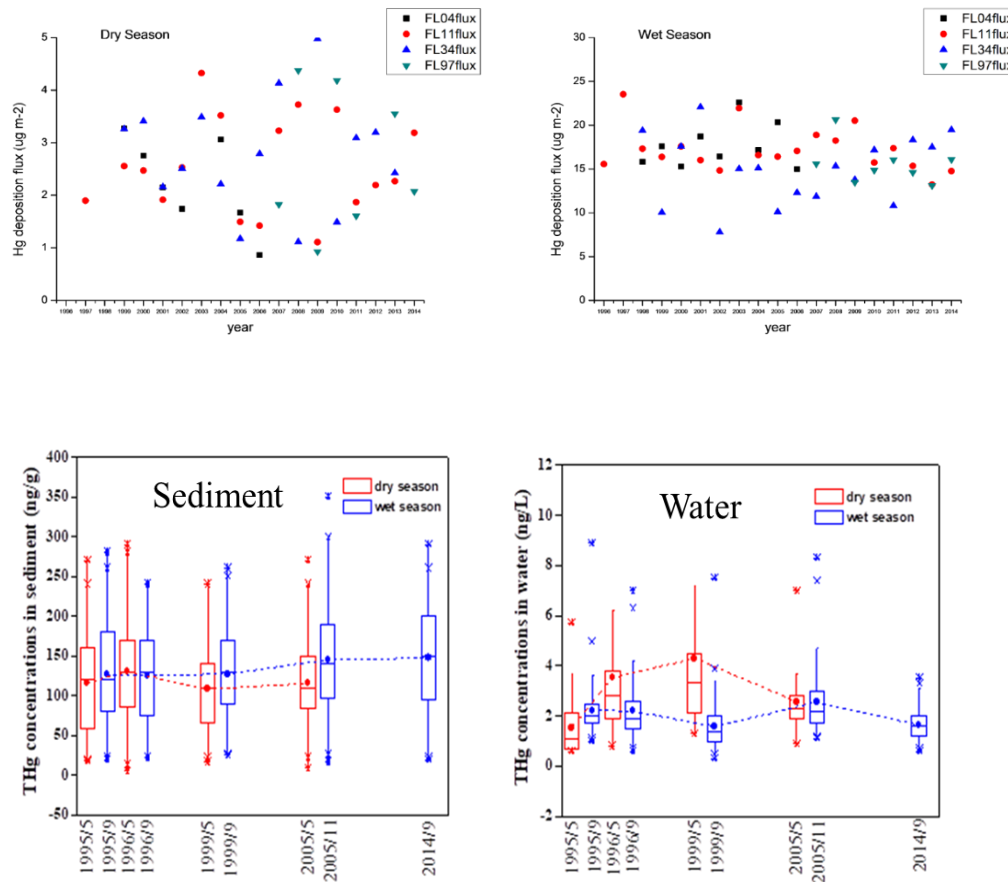 Dry Season
FL04flux
FL11flux
FL34flux
FL97flux
Hg deposition flux (ug m-2)
5
4
3
2
1
0
1996 1997 1998 1999 2000 2001 2002 2003 2004 2005 2006 2007 2008 2009 2010 2011 2012 2013 2014
year
Wet Season
FL04flux
FL11flux
FL34flux
FL97flux
Hg deposition flux (ug m-2)
30
25
20
15
10
5
0
1996 1997 1998 1999 2000 2001 2002 2003 2004 2005 2006 2007 2008 2009 2010 2011 2012 2013 2014
year
Sediment
dry season
wet season
THg concentrations in sediment (ng/g)
400
350
300
250
200
150
100
50
0
-50
1995/5 1995/9 1996/5 1996/9 1999/5 1999/9 2005/5 2005/11 2014/9
Water
dry season
wet season
THg concentrations in water (ng/L)
12
10
8
6
4
2
0
-2
1995/5 1995/9 1996/5 1996/9 1999/5 1999/9 2005/5 2005/11 2014/9